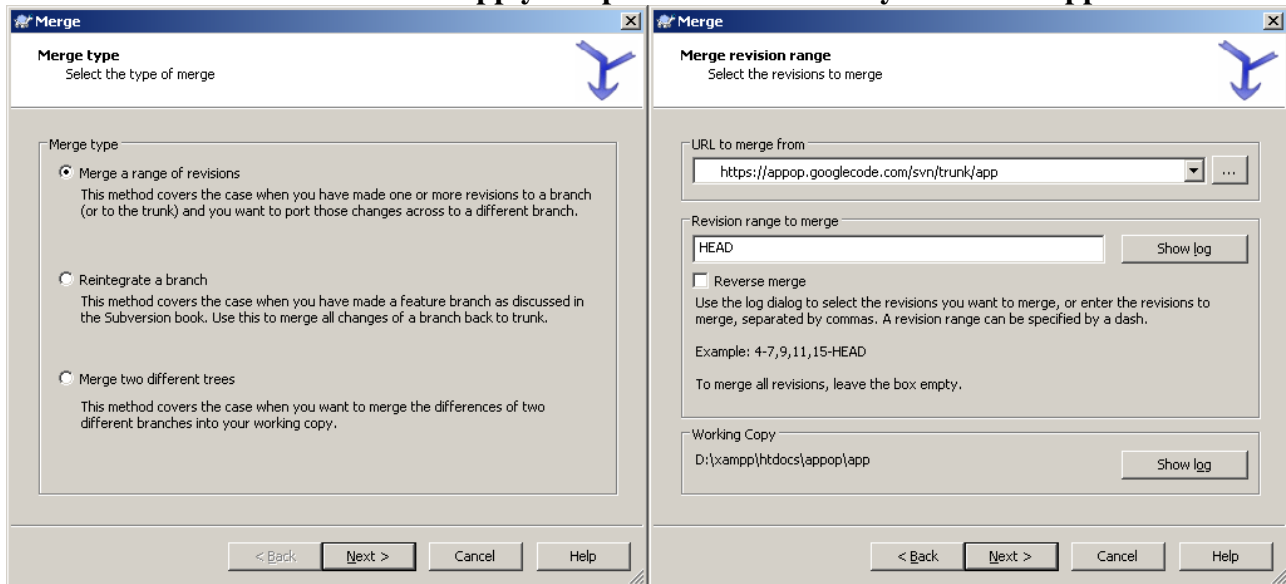 Merge
Merge type
Select the type of merge
Merge type
Merge a range of revisions
This method covers the case when you have made one or more revisions to a branch
(or to the trunk) and you want to port those changes across to a different branch.
Reintegrate a branch
This method covers the case when you have made a feature branch as discussed in
the Subversion book. Use this to merge all changes of a branch back to trunk.
Merge two different trees
This method covers the case when you want to merge the differences of two
different branches into your working copy.
< Back
Next >
Cancel
Help
Merge
Merge revision range
Select the revisions to merge
URL to merge from
https://appop.googlecode.com/svn/trunk/app
...
Revision range to merge
HEAD
Show log
Reverse merge
Use the log dialog to select the revisions you want to merge, or enter the revisions to
merge, separated by commas. A revision range can be specified by a dash.
Example: 4-7,9,11,15-HEAD
To merge all revisions, leave the box empty.
Working Copy
D:\xampp\htdocs\appop\app
Show log
< Back
Next >
Cancel
Help